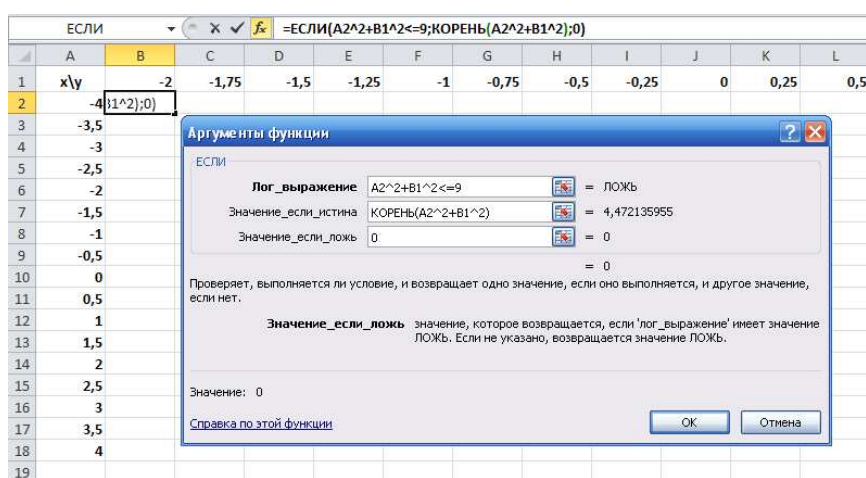 ЕСЛИ =ЕСЛИ(A2^2+B1^2<=9;КОРЕНЬ(A2^2+B1^2);0)
A B C D E F G H I J K L
1 x\y -2 -1,75 -1,5 -1,25 -1 -0,75 -0,5 -0,25 0 0,25 0,5
2 -4 31^2);0)
3 -3,5
Аргументы функции
4 -3
ЕСЛИ
5 -2,5
6 -2
Лог_выражение A2^2+B1^2<=9 = ЛОЖЬ
7 -1,5
Значение_если_истина КОРЕНЬ(A2^2+B1^2) = 4,472135955
8 -1
Значение_если_ложь 0 = 0
9 -0,5
= 0
10 0
Проверяет, выполняется ли условие, и возвращает одно значение, если оно выполняется, и другое значение,
11 0,5
если нет.
12 1
Значение_если_ложь значение, которое возвращается, если 'лог_выражение' имеет значение
13 1,5
ЛОЖЬ. Если не указано, возвращается значение ЛОЖЬ.
14 2
15 2,5
Значение: 0
16 3
17 3,5
Справка по этой функции ОК Отмена
18 4
19